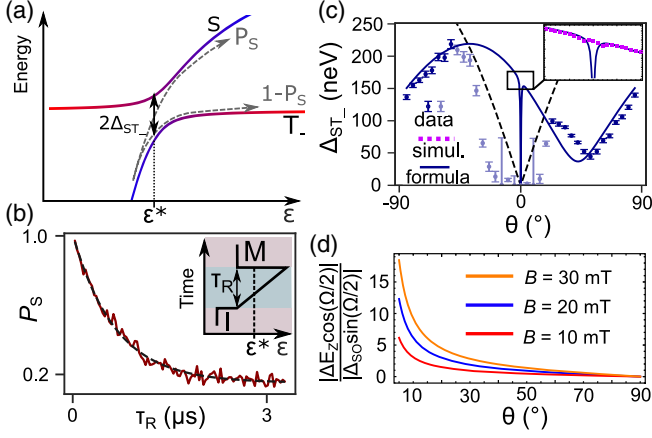 (a)
Energy
S
P_S
1-P_S
2Δ_ST_-
T_-
ε*
ε
(b)
1.0
0.2
P_S
0
1
2
3
τ_R (μs)
Time
M
τ_R
I
ε*
ε
(c)
Δ_ST_- (neV)
250
200
150
100
50
0
data
simul.
formula
-90
0
90
θ (°)
(d)
|ΔE_Z cos(Ω/2)|
|Δ_SO sin(Ω/2)|
15
10
5
0
B = 30 mT
B = 20 mT
B = 10 mT
10
30
50
70
90
θ (°)